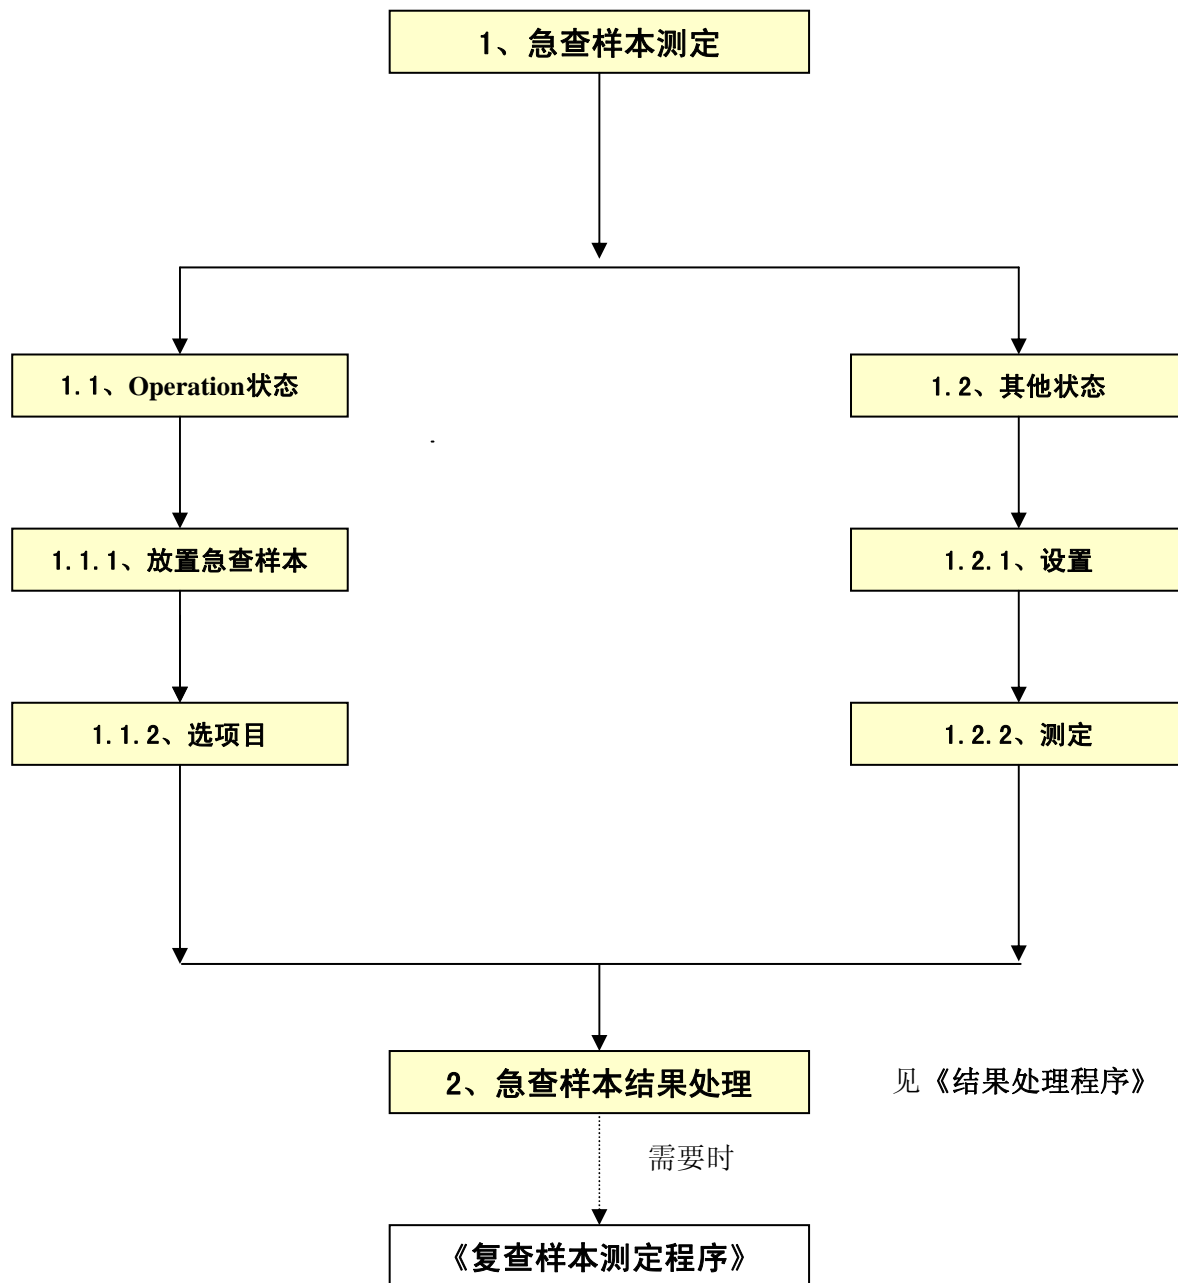 1、急查样本测定
1.1、Operation状态
1.2、其他状态
1.1.1、放置急查样本
1.2.1、设置
1.1.2、选项目
1.2.2、测定
2、急查样本结果处理
见《结果处理程序》
需要时
《复查样本测定程序》